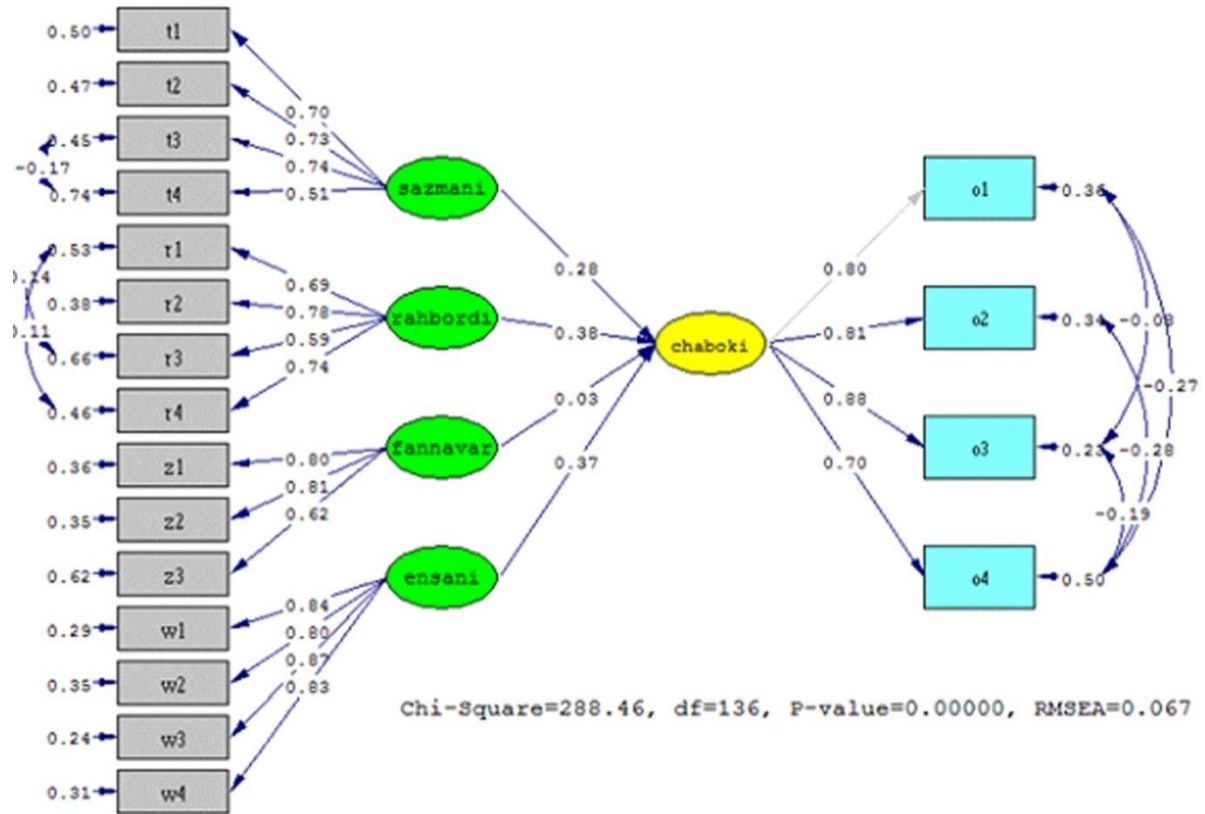 0.50 t1
0.47 t2
0.45 t3
-0.17
0.74 t4
0.53 r1
0.14
0.38 r2
0.11
0.66 r3
0.46 r4
0.36 z1
0.35 z2
0.62 z3
0.29 w1
0.35 w2
0.24 w3
0.31 w4
0.70
0.73
0.74
0.51
0.69
0.78
0.59
0.74
0.80
0.81
0.62
0.84
0.80
0.87
0.83
sazmani
rahbordi
fannavar
ensani
0.28
0.38
0.03
0.37
chaboki
0.80
0.81
0.88
0.70
o1 0.36
o2 0.34
o3 0.23
o4 0.50
-0.08
-0.27
-0.28
-0.19
Chi-Square=288.46, df=136, P-value=0.00000, RMSEA=0.067